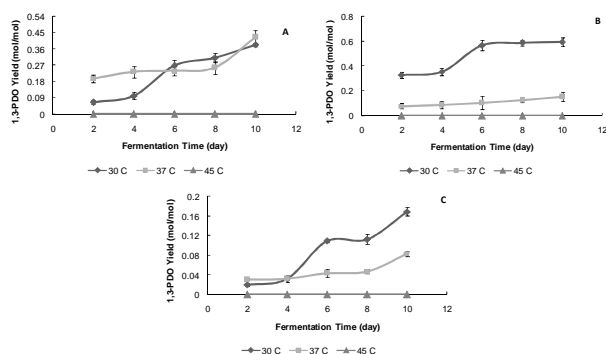 A
1,3-PDO Yield (mol/mol)
0.54
0.45
0.36
0.27
0.18
0.09
0
0 2 4 6 8 10 12
Fermentation Time (day)
30 C 37 C 45 C
B
1,3-PDO Yield (mol/mol)
0.8
0.6
0.4
0.2
0
0 2 4 6 8 10 12
Fermentation Time (day)
30 C 37 C 45 C
C
1,3-PDO Yield (mol/mol)
0.2
0.16
0.12
0.08
0.04
0
0 2 4 6 8 10 12
Fermentation Time (day)
30 C 37 C 45 C